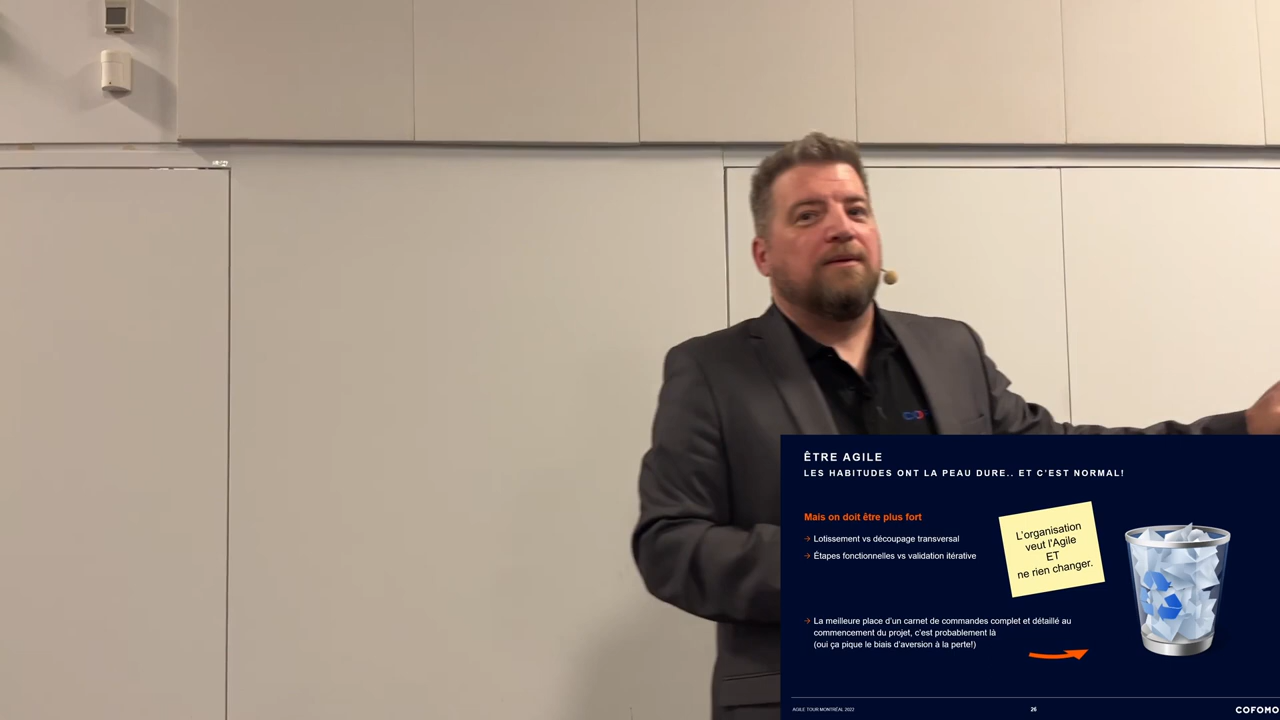 ÊTRE AGILE
LES HABITUDES ONT LA PEAU DURE.. ET C'EST NORMAL!
Mais on doit être plus fort
→ Lotissement vs découpage transversal
→ Étapes fonctionnelles vs validation itérative
L'organisation
veut l'Agile
ET
ne rien changer.
→ La meilleure place d'un carnet de commandes complet et détaillé au
commencement du projet, c'est probablement là
(oui ça pique le biais d'aversion à la perte!)
AGILE TOUR MONTRÉAL 2022
26
COFOMO